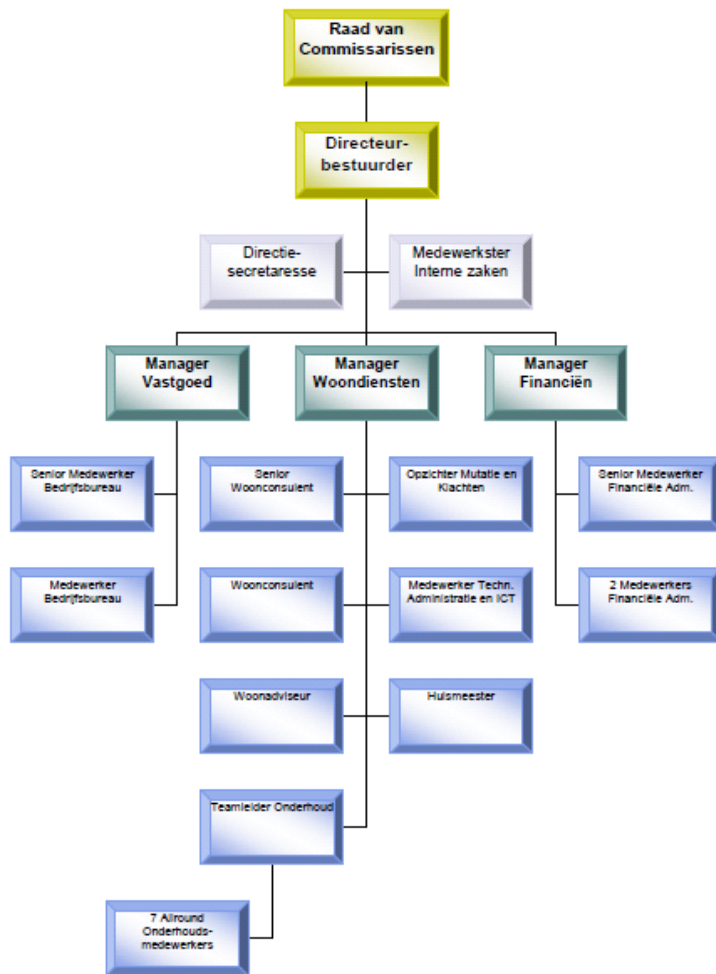 Raad van
Commissarissen
Directeur-
bestuurder
Directie-
secretaresse
Medewerkster
Interne zaken
Manager
Vastgoed
Manager
Woondiensten
Manager
Financiën
Senior Medewerker
Bedrijfsbureau
Senior
Woonconsulent
Opzichter Mutatie en
Klachten
Senior Medewerker
Financiële Adm.
Medewerker
Bedrijfsbureau
Woonconsulent
Medewerker Techn.
Administratie en ICT
2 Medewerkers
Financiële Adm.
Woonadviseur
Huismeester
Teamleider Onderhoud
7 Allround
Onderhouds-
medewerkers